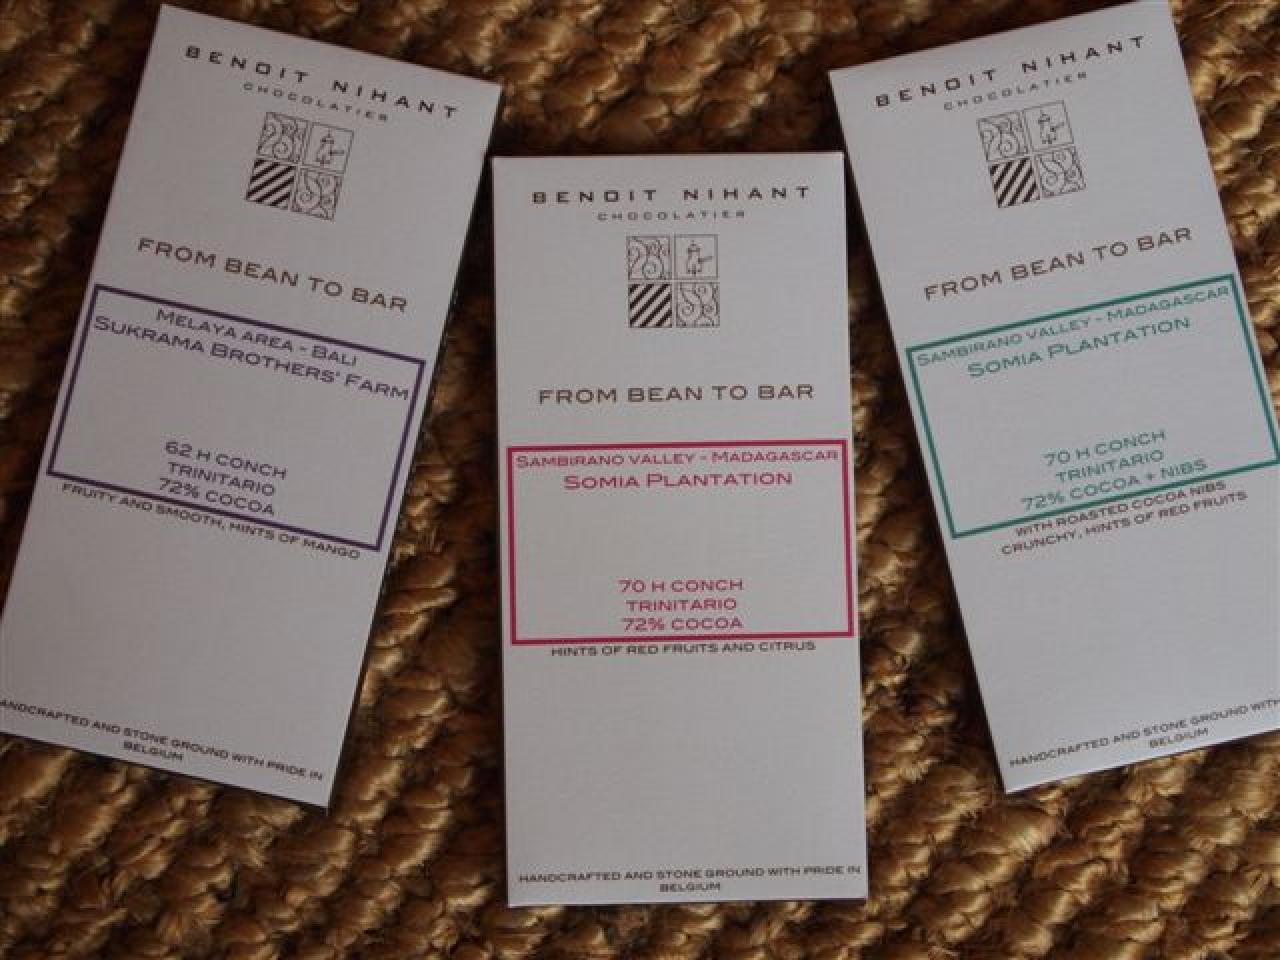 BENOIT NIHANT
CHOCOLATIER
FROM BEAN TO BAR
MELAYA AREA - BALI
SUKRAMA BROTHERS' FARM
62 H CONCH
TRINITARIO
72% COCOA
FRUITY AND SMOOTH, HINTS OF MANGO
HANDCRAFTED AND STONE GROUND WITH PRIDE IN
BELGIUM
BENOIT NIHANT
CHOCOLATIER
FROM BEAN TO BAR
SAMBIRANO VALLEY - MADAGASCAR
SOMIA PLANTATION
70 H CONCH
TRINITARIO
72% COCOA
HINTS OF RED FRUITS AND CITRUS
HANDCRAFTED AND STONE GROUND WITH PRIDE IN
BELGIUM
BENOIT NIHANT
CHOCOLATIER
FROM BEAN TO BAR
SAMBIRANO VALLEY - MADAGASCAR
SOMIA PLANTATION
70 H CONCH
TRINITARIO
72% COCOA + NIBS
WITH ROASTED COCOA NIBS
CRUNCHY, HINTS OF RED FRUITS
HANDCRAFTED AND STONE GROUND WITH
BELGIUM